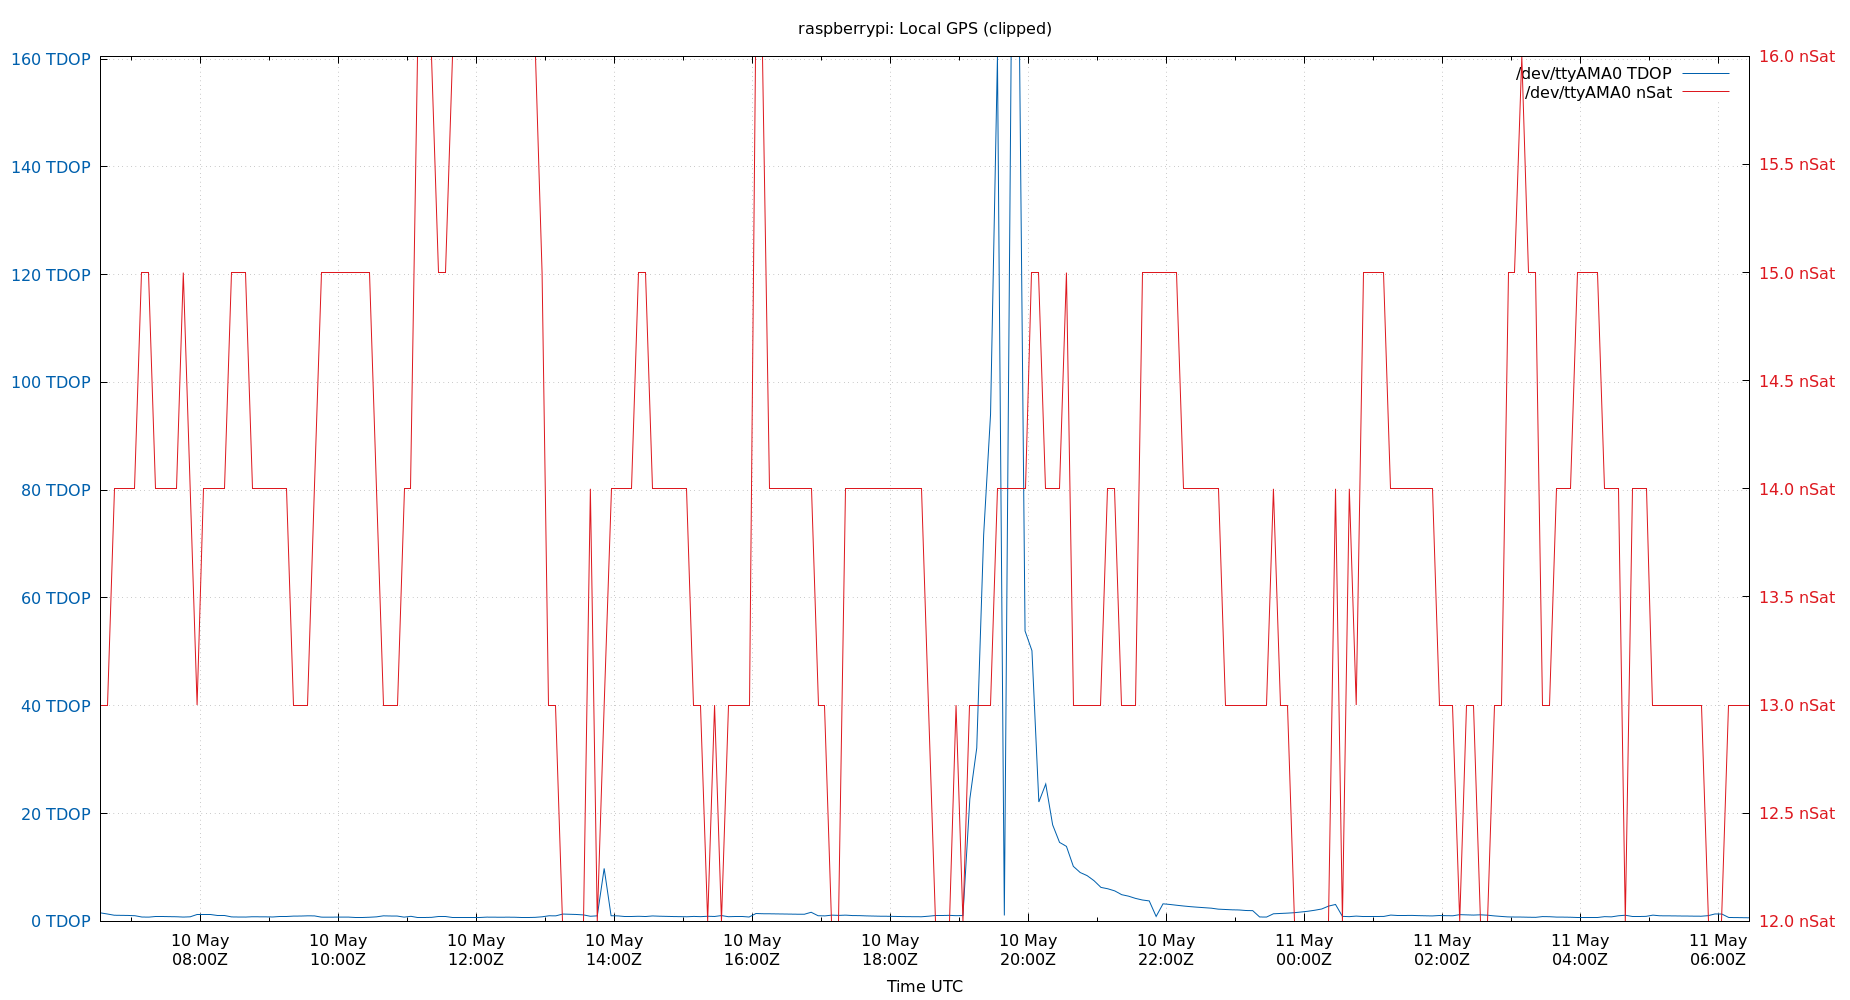 raspberrypi: Local GPS (clipped)
160 TDOP
140 TDOP
120 TDOP
100 TDOP
80 TDOP
60 TDOP
40 TDOP
20 TDOP
0 TDOP
16.0 nSat
15.5 nSat
15.0 nSat
14.5 nSat
14.0 nSat
13.5 nSat
13.0 nSat
12.5 nSat
12.0 nSat
/dev/ttyAMA0 TDOP
/dev/ttyAMA0 nSat
10 May
08:00Z
10 May
10:00Z
10 May
12:00Z
10 May
14:00Z
10 May
16:00Z
10 May
18:00Z
10 May
20:00Z
10 May
22:00Z
11 May
00:00Z
11 May
02:00Z
11 May
04:00Z
11 May
06:00Z
Time UTC